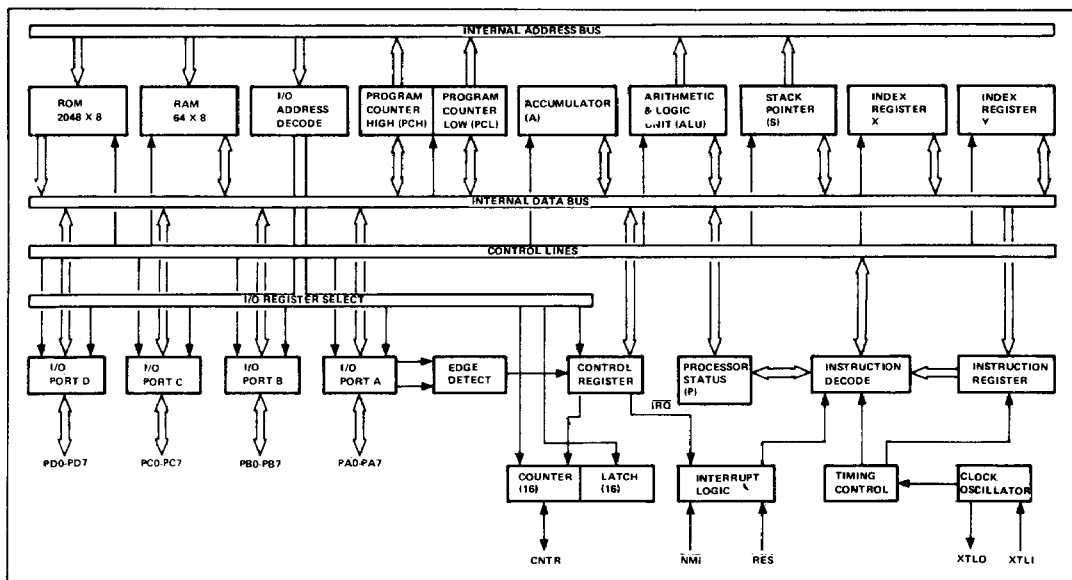 INTERNAL ADDRESS BUS
ROM
2048 X 8
RAM
64 X 8
I/O
ADDRESS
DECODE
PROGRAM
COUNTER
HIGH (PCH)
PROGRAM
COUNTER
LOW (PCL)
ACCUMULATOR
(A)
ARITHMETIC
& LOGIC
UNIT (ALU)
STACK
POINTER
(S)
INDEX
REGISTER
X
INDEX
REGISTER
Y
INTERNAL DATA BUS
CONTROL LINES
I/O REGISTER SELECT
I/O
PORT D
I/O
PORT C
I/O
PORT B
I/O
PORT A
EDGE
DETECT
CONTROL
REGISTER
PROCESSOR
STATUS
(P)
INSTRUCTION
DECODE
INSTRUCTION
REGISTER
IRQ
PD0-PD7
PC0-PC7
PB0-PB7
PA0-PA7
COUNTER
(16)
LATCH
(16)
INTERRUPT
LOGIC
TIMING
CONTROL
CLOCK
OSCILLATOR
CNTR
NMI
RES
XTLO
XTLI